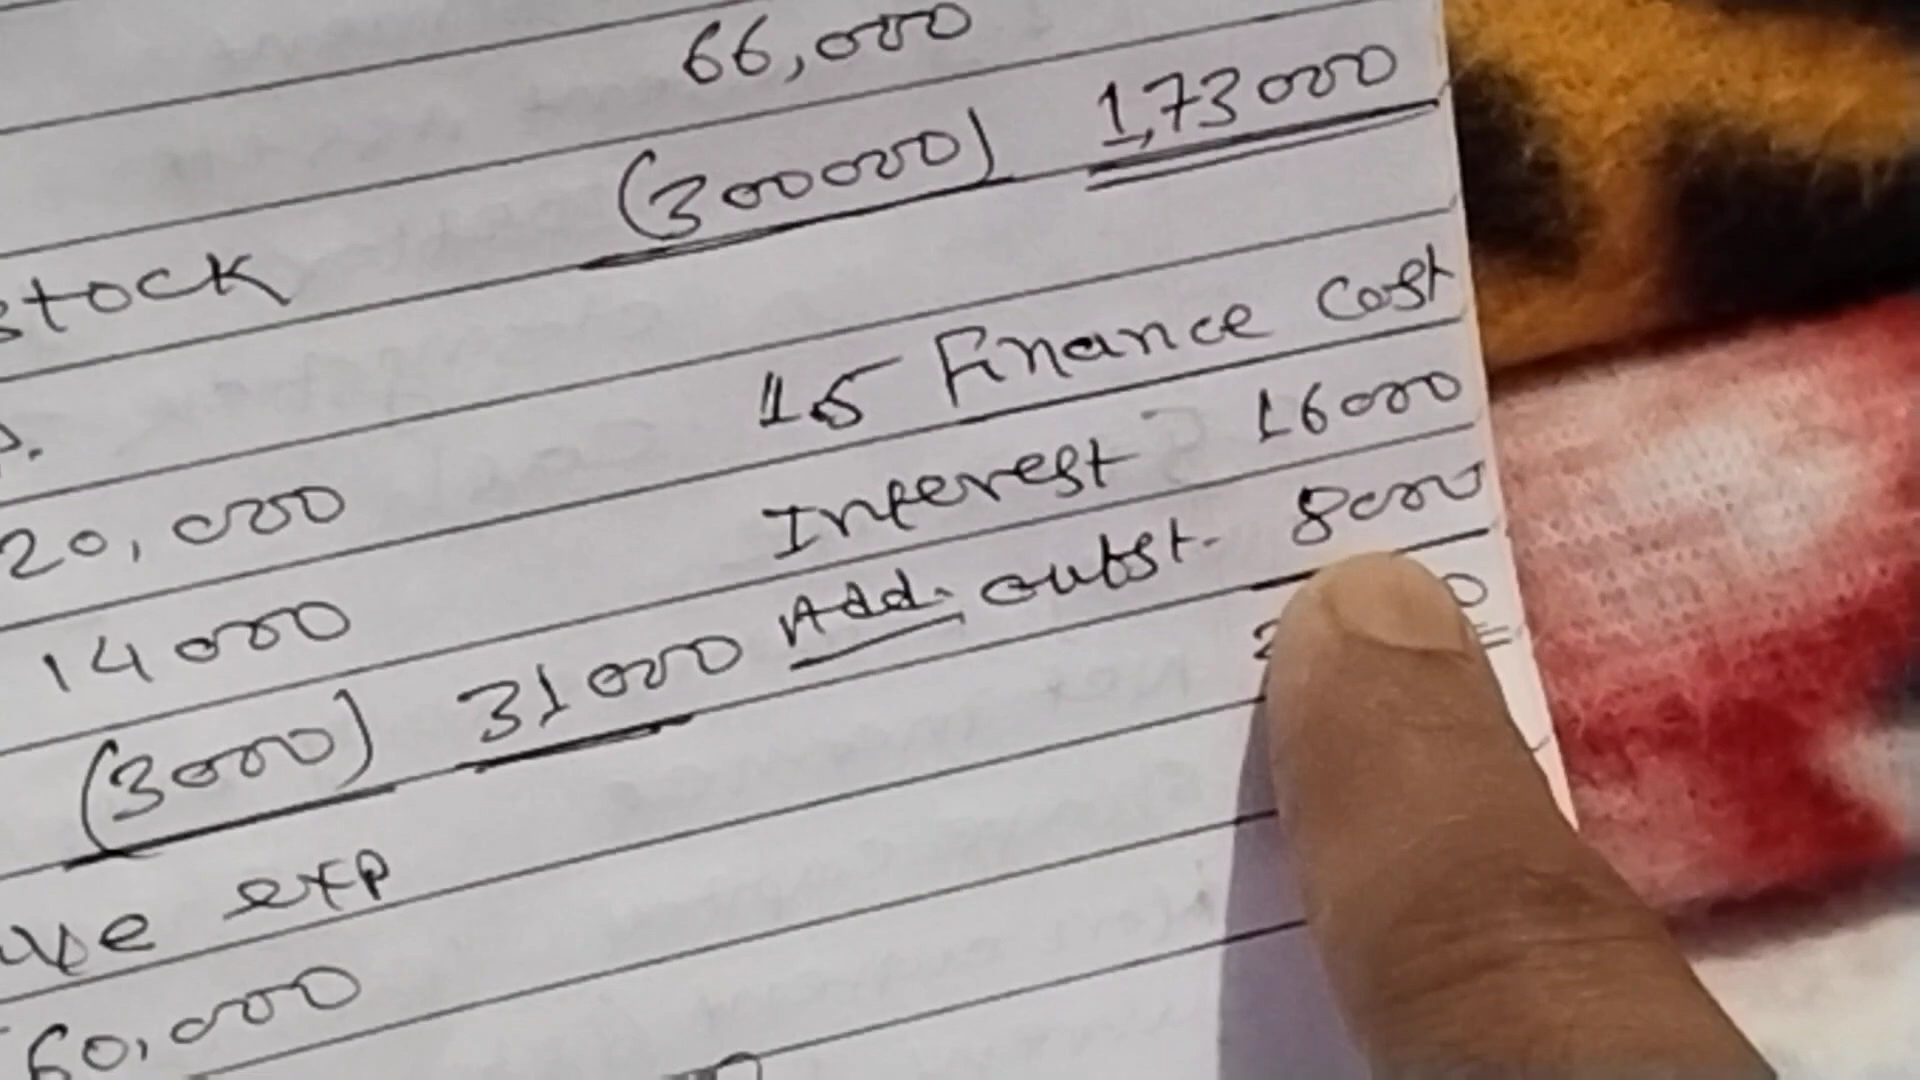 66,000
stock (300000) 1,73000
15 Finance Cost
20,000 Interest 16000
14000 Add. outst. 8000
(3000) 31000
exp
60,000